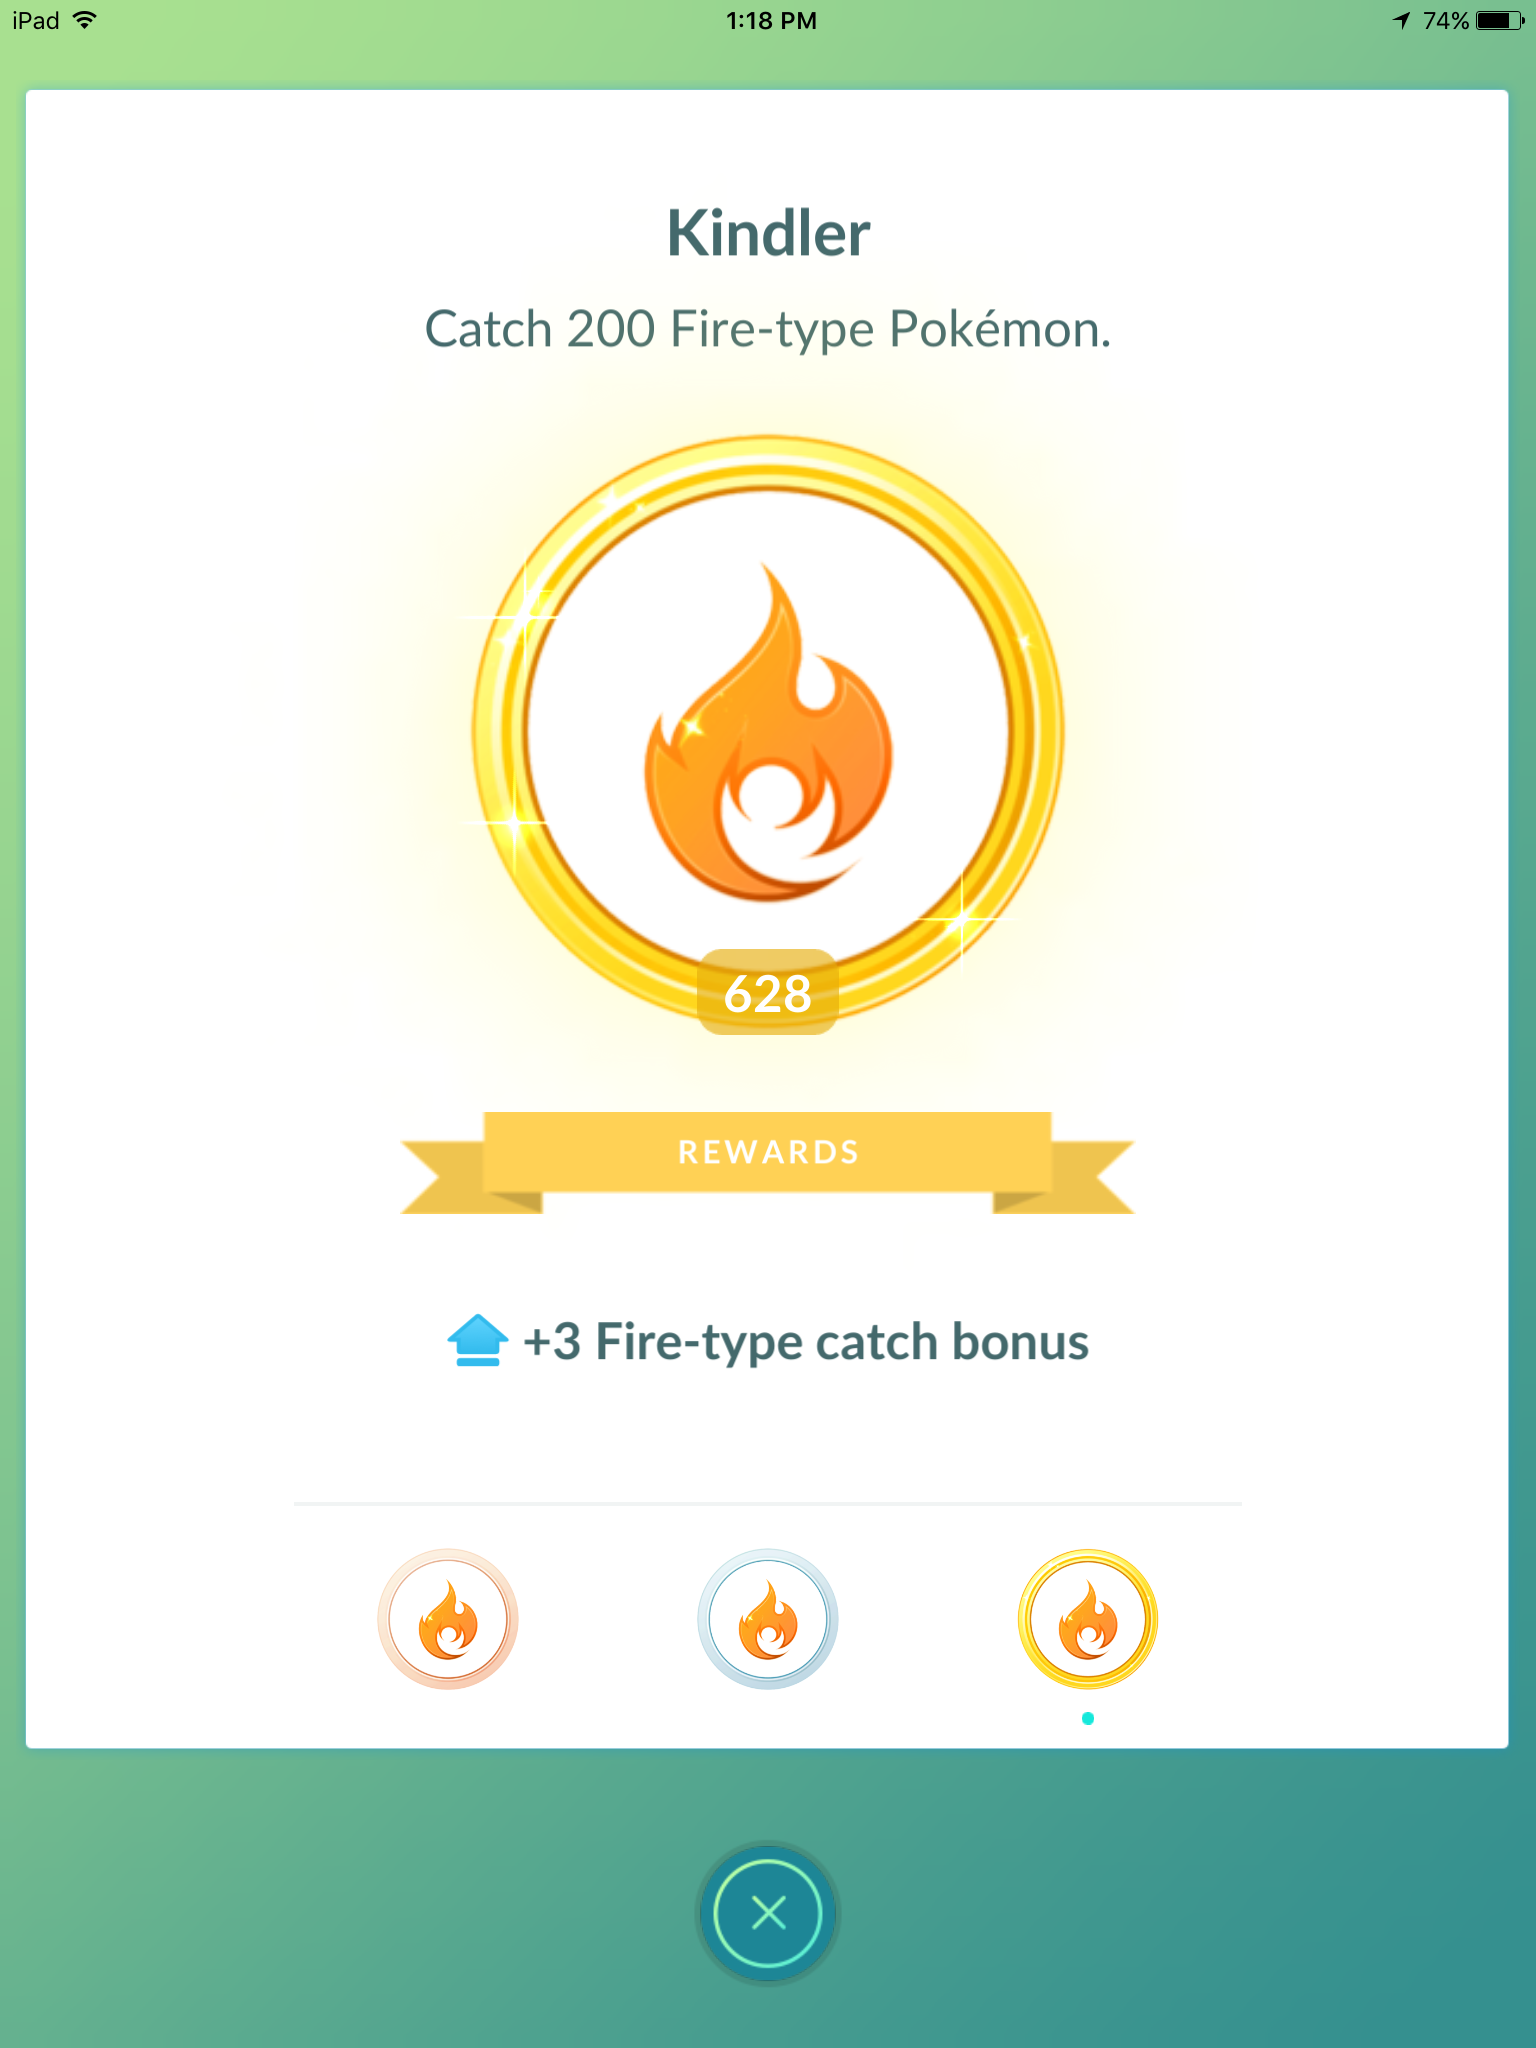 iPad 1:18 PM 74%
Kindler
Catch 200 Fire-type Pokémon.
628
REWARDS
+3 Fire-type catch bonus